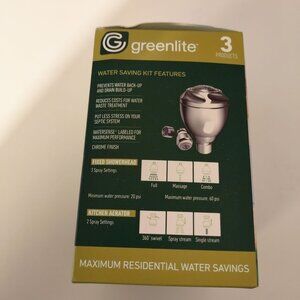 G greenlite
3
PRODUCTS
WATER SAVING KIT FEATURES
PREVENTS WATER BACK-UP
AND DRAIN BUILD-UP
REDUCES COSTS FOR WATER
WASTE TREATMENT
PUT LESS STRESS ON YOUR
SEPTIC SYSTEM
WATERSENSE LABELED FOR
MAXIMUM PERFORMANCE
CHROME FINISH
FIXED SHOWERHEAD
3 Spray Settings
Full Massage Combo
Minimum water pressure: 20 psi Maximum water pressure: 60 psi
KITCHEN AERATOR
2 Spray Settings
360° swivel Spray stream Single stream
MAXIMUM RESIDENTIAL WATER SAVINGS